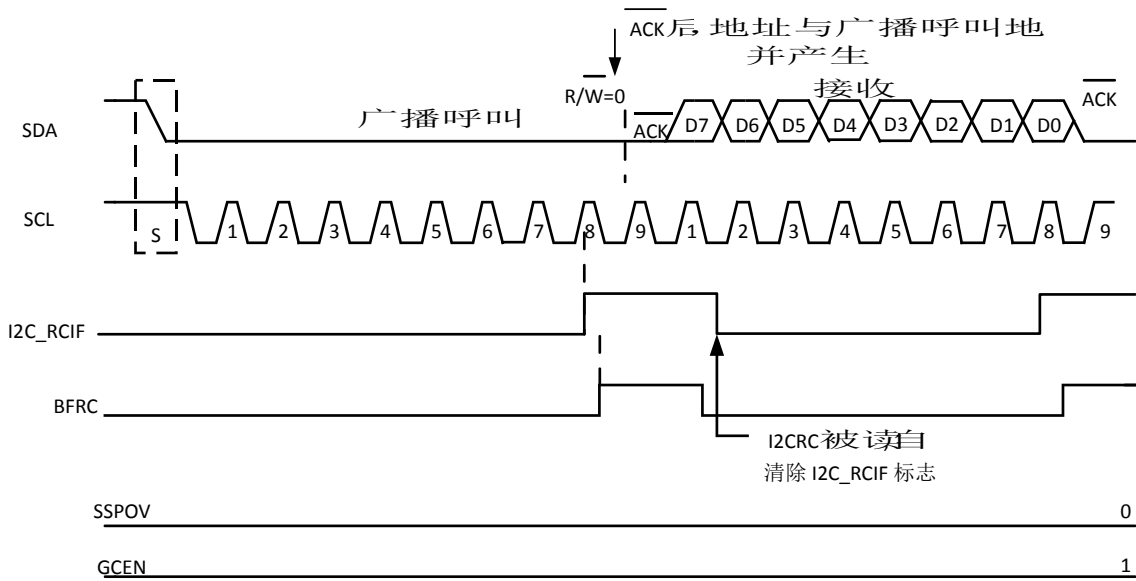 ACK后,地址与广播呼叫地
并产生
接收
R/W=0
ACK
SDA
广播呼叫
ACK
D7 D6 D5 D4 D3 D2 D1 D0
SCL
S
1 2 3 4 5 6 7 8 9 1 2 3 4 5 6 7 8 9
I2C_RCIF
BFRC
I2CRC被读,自
清除 I2C_RCIF 标志
SSPOV
0
GCEN
1